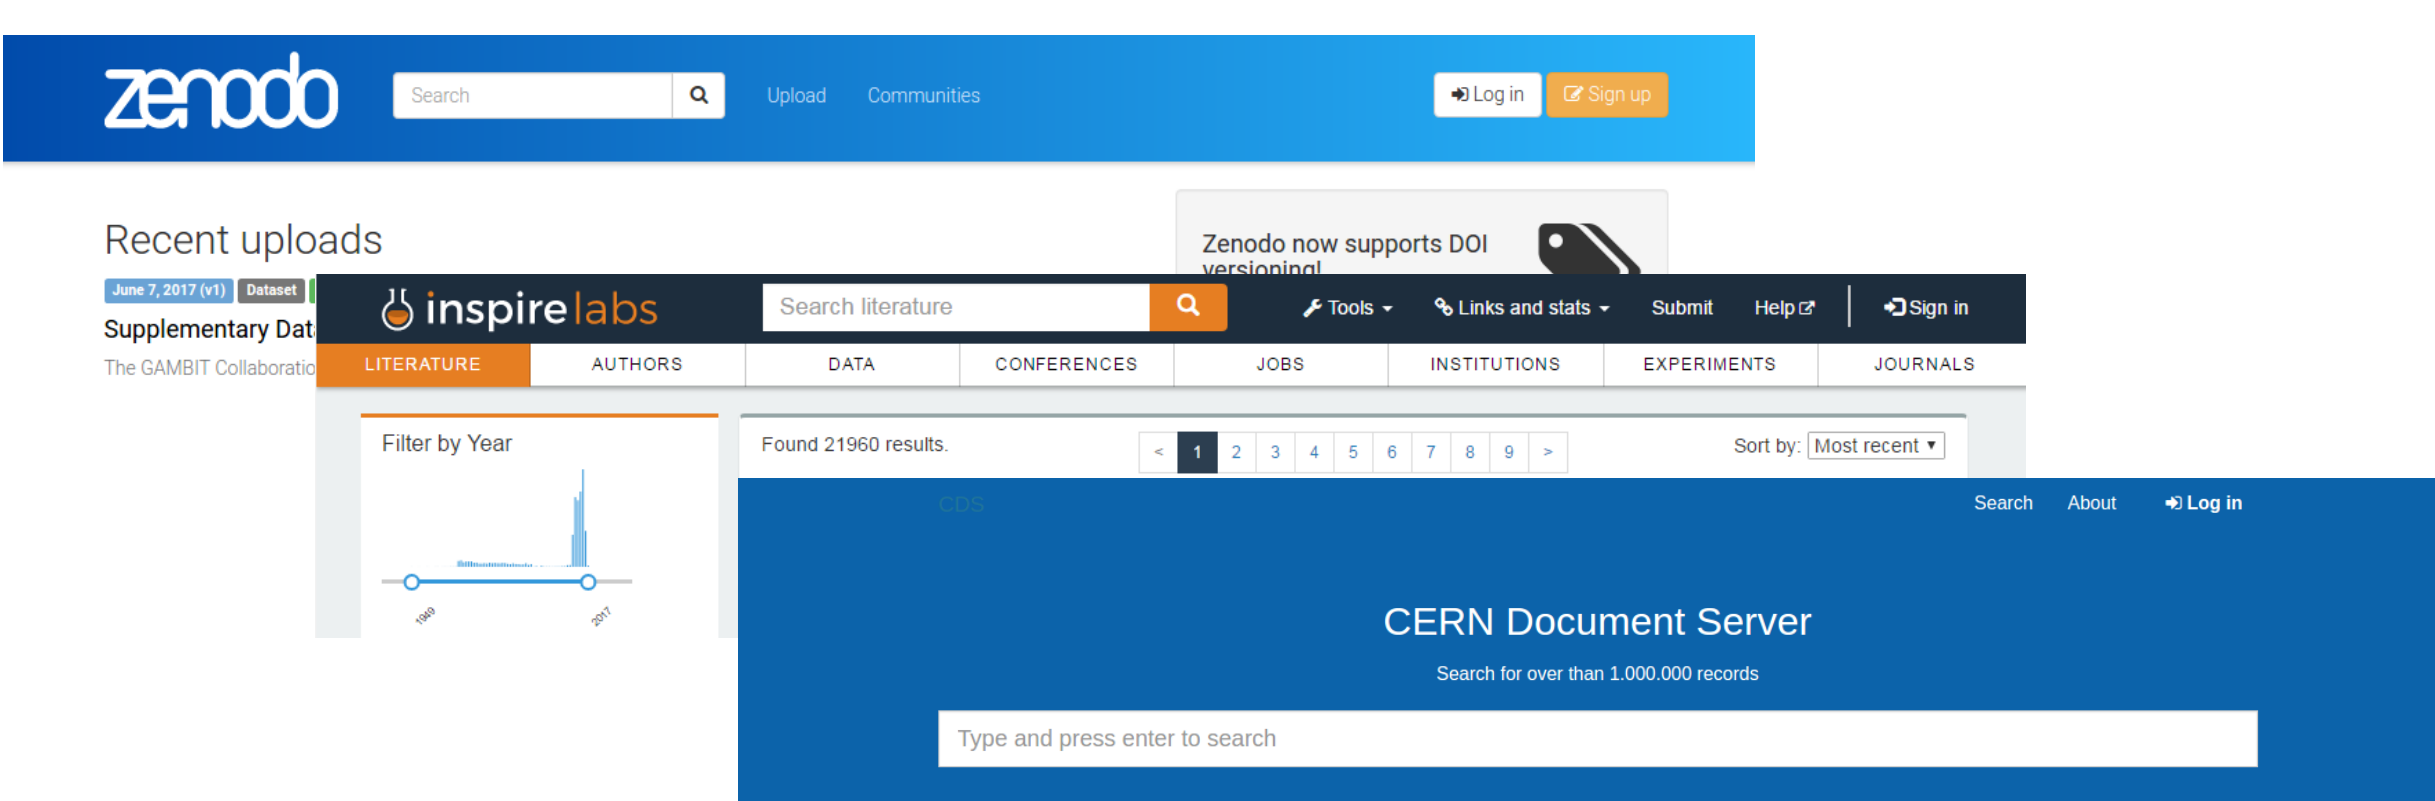 zenodo
Search
Upload
Communities
Log in
Sign up
Recent uploads
Zenodo now supports DOI
versioning!
June 7, 2017 (v1)
Dataset
Supplementary Dat
The GAMBIT Collaboratio
inspirelabs
Search literature
Tools
Links and stats
Submit
Help
Sign in
LITERATURE
AUTHORS
DATA
CONFERENCES
JOBS
INSTITUTIONS
EXPERIMENTS
JOURNALS
Filter by Year
1949
2017
Found 21960 results.
< 1 2 3 4 5 6 7 8 9 >
Sort by: Most recent
CDS
Search
About
Log in
CERN Document Server
Search for over than 1.000.000 records
Type and press enter to search